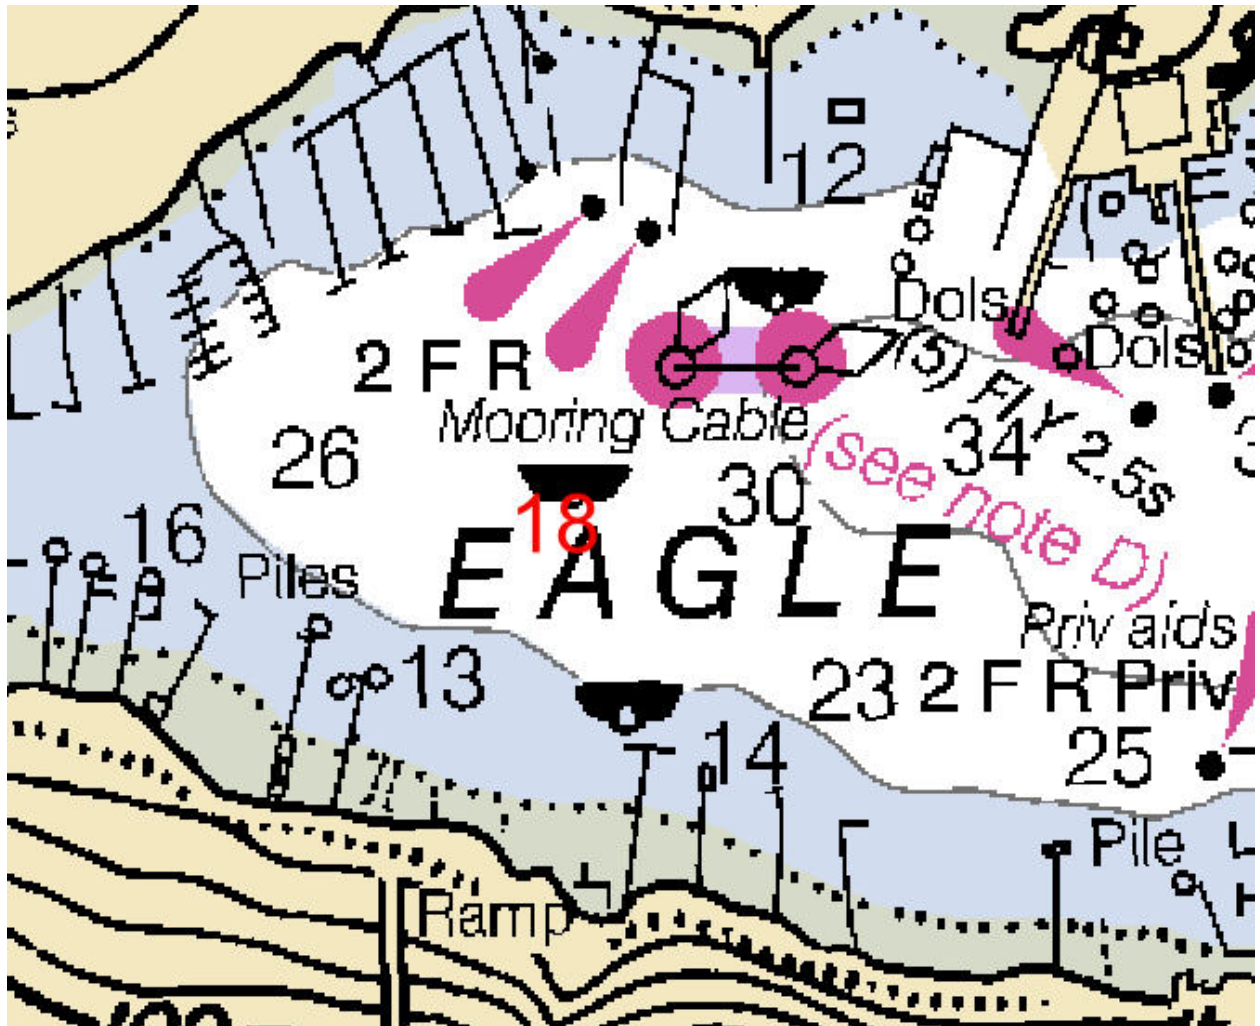 12
Dols
2 F R
(5) Fl Y 2.5s
Dols
Mooring Cable
26
30
34
(see note D)
18
16
Piles
EAGLE
Priv aids
13
23
2 F R Priv
14
25
Pile
Ramp